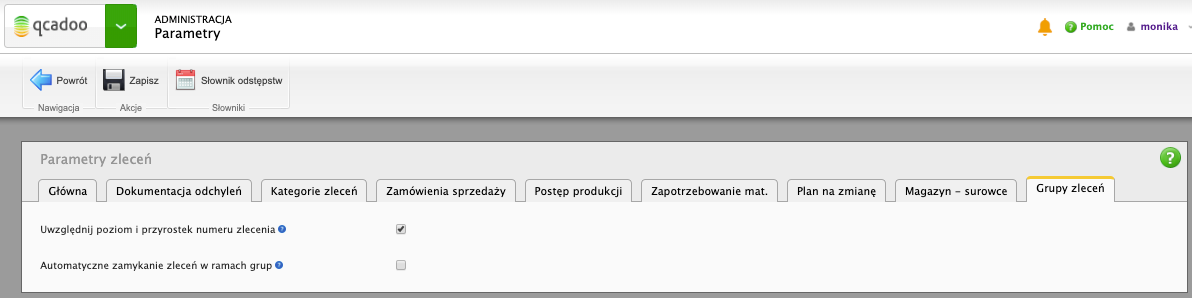 qcadoo
ADMINISTRACJA
Parametry
Pomoc
monika
Powrót
Zapisz
Słownik odstępstw
Nawigacja
Akcje
Słowniki
Parametry zleceń
Główna
Dokumentacja odchyleń
Kategorie zleceń
Zamówienia sprzedaży
Postęp produkcji
Zapotrzebowanie mat.
Plan na zmianę
Magazyn - surowce
Grupy zleceń
Uwzględnij poziom i przyrostek numeru zlecenia
Automatyczne zamykanie zleceń w ramach grup